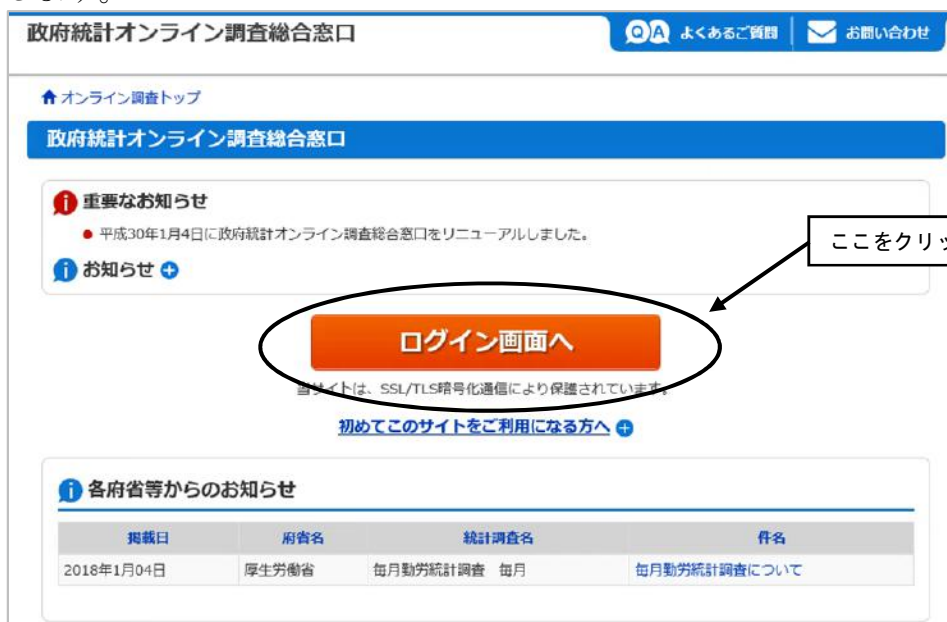 政府統計オンライン調査総合窓口
QA よくあるご質問
お問い合わせ
オンライン調査トップ
政府統計オンライン調査総合窓口
重要なお知らせ
平成30年1月4日に政府統計オンライン調査総合窓口をリニューアルしました。
ここをクリッ
お知らせ
ログイン画面へ
当サイトは、SSL/TLS暗号化通信により保護されています。
初めてこのサイトをご利用になる方へ
各府省等からのお知らせ
掲載日 府省名 統計調査名 件名
2018年1月04日 厚生労働省 毎月勤労統計調査 毎月 毎月勤労統計調査について